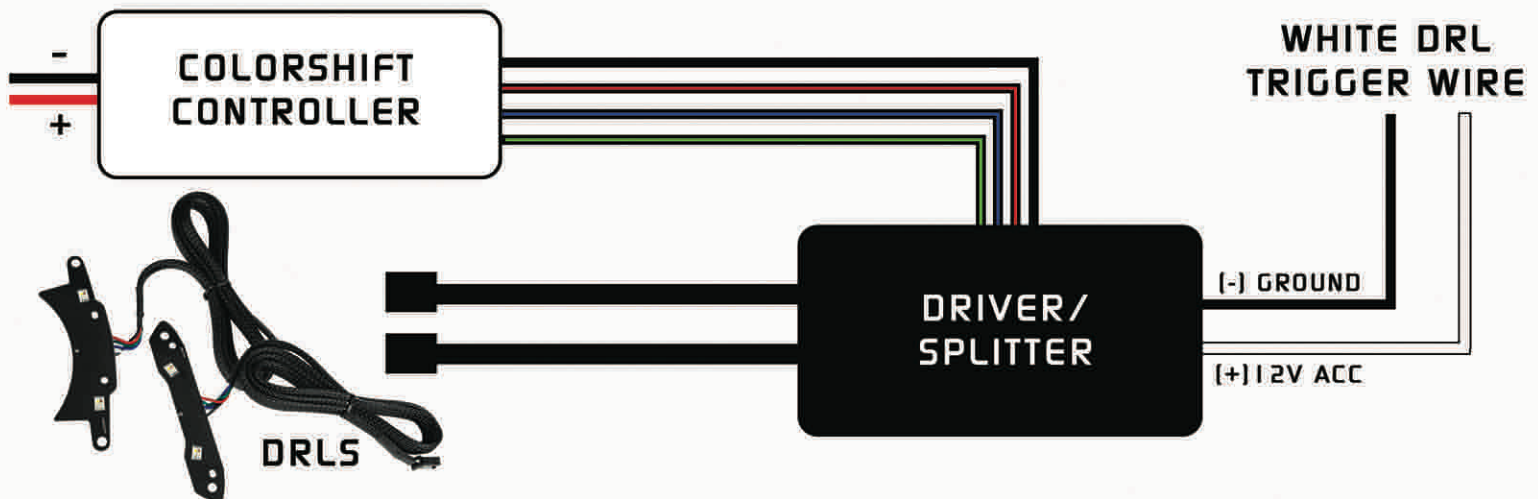 -
+
COLORSHIFT
CONTROLLER
WHITE DRL
TRIGGER WIRE
(-) GROUND
DRIVER/
SPLITTER
(+)12V ACC
DRLS